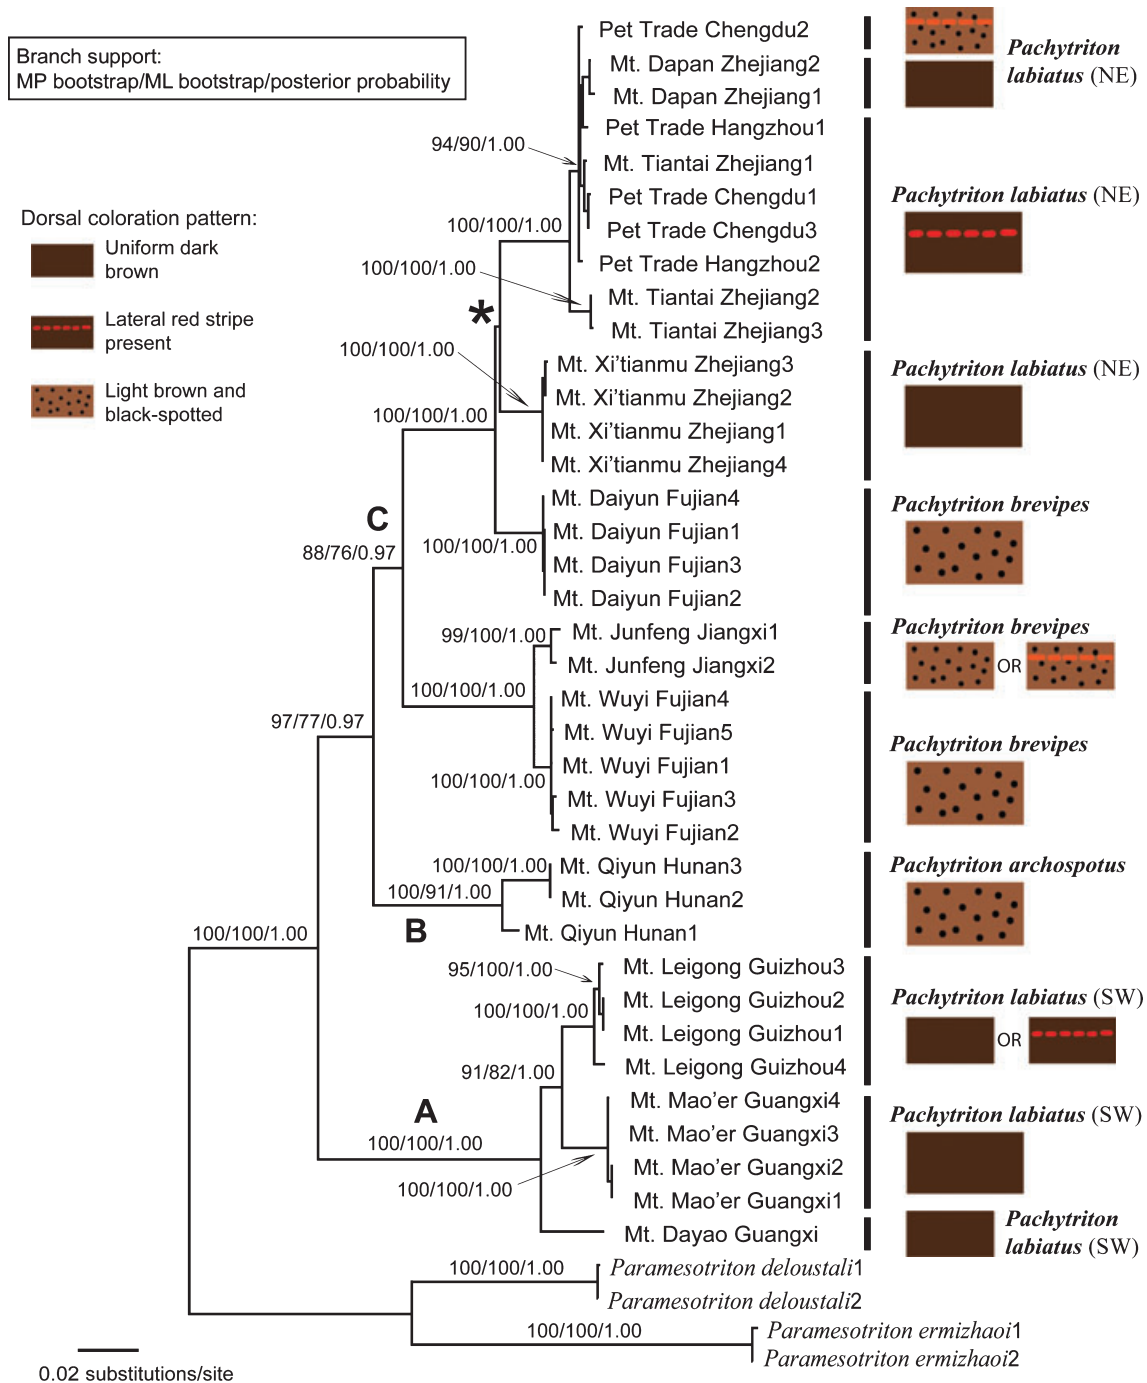 Branch support:
MP bootstrap/ML bootstrap/posterior probability
Dorsal coloration pattern:
Uniform dark
brown
Lateral red stripe
present
Light brown and
black-spotted
Pet Trade Chengdu2
Mt. Dapan Zhejiang2
Mt. Dapan Zhejiang1
Pet Trade Hangzhou1
94/90/1.00
Mt. Tiantai Zhejiang1
Pet Trade Chengdu1
100/100/1.00
Pet Trade Chengdu3
Pet Trade Hangzhou2
100/100/1.00
Mt. Tiantai Zhejiang2
*
Mt. Tiantai Zhejiang3
100/100/1.00
Mt. Xi'tianmu Zhejiang3
Mt. Xi'tianmu Zhejiang2
100/100/1.00
Mt. Xi'tianmu Zhejiang1
Mt. Xi'tianmu Zhejiang4
Mt. Daiyun Fujian4
C
Mt. Daiyun Fujian1
100/100/1.00
88/76/0.97
Mt. Daiyun Fujian3
Mt. Daiyun Fujian2
99/100/1.00
Mt. Junfeng Jiangxi1
Mt. Junfeng Jiangxi2
100/100/1.00
Mt. Wuyi Fujian4
97/77/0.97
Mt. Wuyi Fujian5
Mt. Wuyi Fujian1
100/100/1.00
Mt. Wuyi Fujian3
Mt. Wuyi Fujian2
100/100/1.00
Mt. Qiyun Hunan3
100/91/1.00
Mt. Qiyun Hunan2
B
Mt. Qiyun Hunan1
100/100/1.00
95/100/1.00
Mt. Leigong Guizhou3
Mt. Leigong Guizhou2
100/100/1.00
Mt. Leigong Guizhou1
91/82/1.00
Mt. Leigong Guizhou4
A
Mt. Mao'er Guangxi4
100/100/1.00
Mt. Mao'er Guangxi3
Mt. Mao'er Guangxi2
100/100/1.00
Mt. Mao'er Guangxi1
Mt. Dayao Guangxi
100/100/1.00
Paramesotriton deloustali1
Paramesotriton deloustali2
100/100/1.00
Paramesotriton ermizhaoi1
Paramesotriton ermizhaoi2
0.02 substitutions/site
Pachytriton
labiatus (NE)
Pachytriton labiatus (NE)
Pachytriton labiatus (NE)
Pachytriton brevipes
Pachytriton brevipes
OR
Pachytriton brevipes
Pachytriton archospotus
Pachytriton labiatus (SW)
OR
Pachytriton labiatus (SW)
Pachytriton
labiatus (SW)